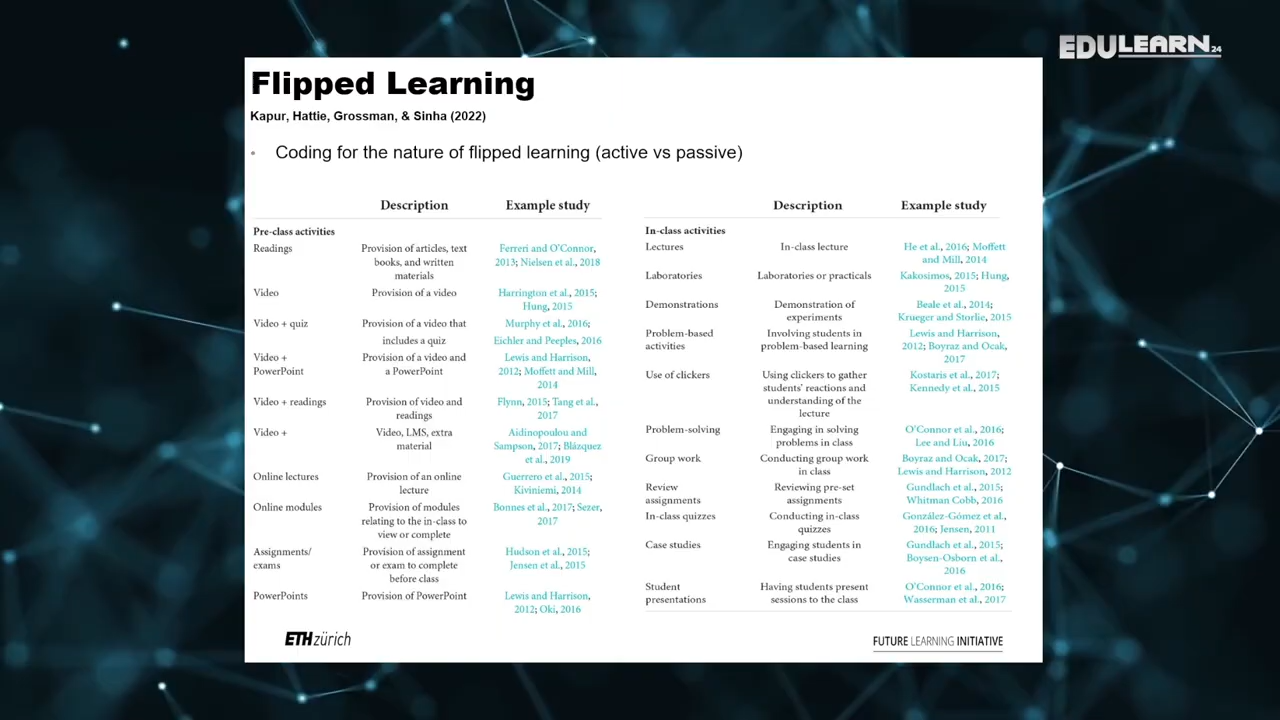 EDULEARN24
Flipped Learning
Kapur, Hattie, Grossman, & Sinha (2022)
• Coding for the nature of flipped learning (active vs passive)
Description Example study
Pre-class activities
Readings Provision of articles, text Ferreri and O'Connor,
books, and written 2013; Nielsen et al., 2018
materials
Video Provision of a video Harrington et al., 2015;
Hung, 2015
Video + quiz Provision of a video that Murphy et al., 2016;
includes a quiz Eichler and Peeples, 2016
Video + Provision of a video and Lewis and Harrison,
PowerPoint a PowerPoint 2012; Moffett and Mill,
2014
Video + readings Provision of video and Flynn, 2015; Tang et al.,
readings 2017
Video + Video, LMS, extra Aidinopoulou and
material Sampson, 2017; Blázquez
et al., 2019
Online lectures Provision of an online Guerrero et al., 2015;
lecture Kiviniemi, 2014
Online modules Provision of modules Bonnes et al., 2017; Sezer,
relating to the in-class to 2017
view or complete
Assignments/ Provision of assignment Hudson et al., 2015;
exams or exam to complete Jensen et al., 2015
before class
PowerPoints Provision of PowerPoint Lewis and Harrison,
2012; Oki, 2016
Description Example study
In-class activities
Lectures In-class lecture He et al., 2016; Moffett
and Mill, 2014
Laboratories Laboratories or practicals Kakosimos, 2015; Hung,
2015
Demonstrations Demonstration of Beale et al., 2014;
experiments Krueger and Storlie, 2015
Problem-based Involving students in Lewis and Harrison,
activities problem-based learning 2012; Boyraz and Ocak,
2017
Use of clickers Using clickers to gather Kostaris et al., 2017;
students' reactions and Kennedy et al., 2015
understanding of the
lecture
Problem-solving Engaging in solving O'Connor et al., 2016;
problems in class Lee and Liu, 2016
Group work Conducting group work Boyraz and Ocak, 2017;
in class Lewis and Harrison, 2012
Review Reviewing pre-set Gundlach et al., 2015;
assignments assignments Whitman Cobb, 2016
In-class quizzes Conducting in-class González-Gómez et al.,
quizzes 2016; Jensen, 2011
Case studies Engaging students in Gundlach et al., 2015;
case studies Boysen-Osborn et al.,
2016
Student Having students present O'Connor et al., 2016;
presentations sessions to the class Wasserman et al., 2017
ETH zürich
FUTURE LEARNING INITIATIVE